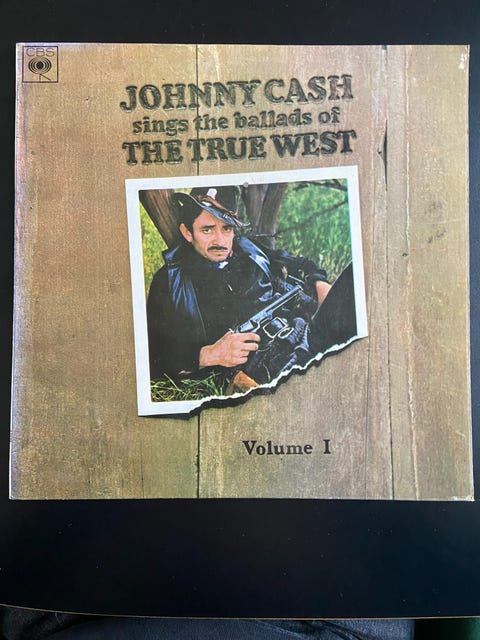 CBS
JOHNNY CASH
sings the ballads of
THE TRUE WEST
Volume I